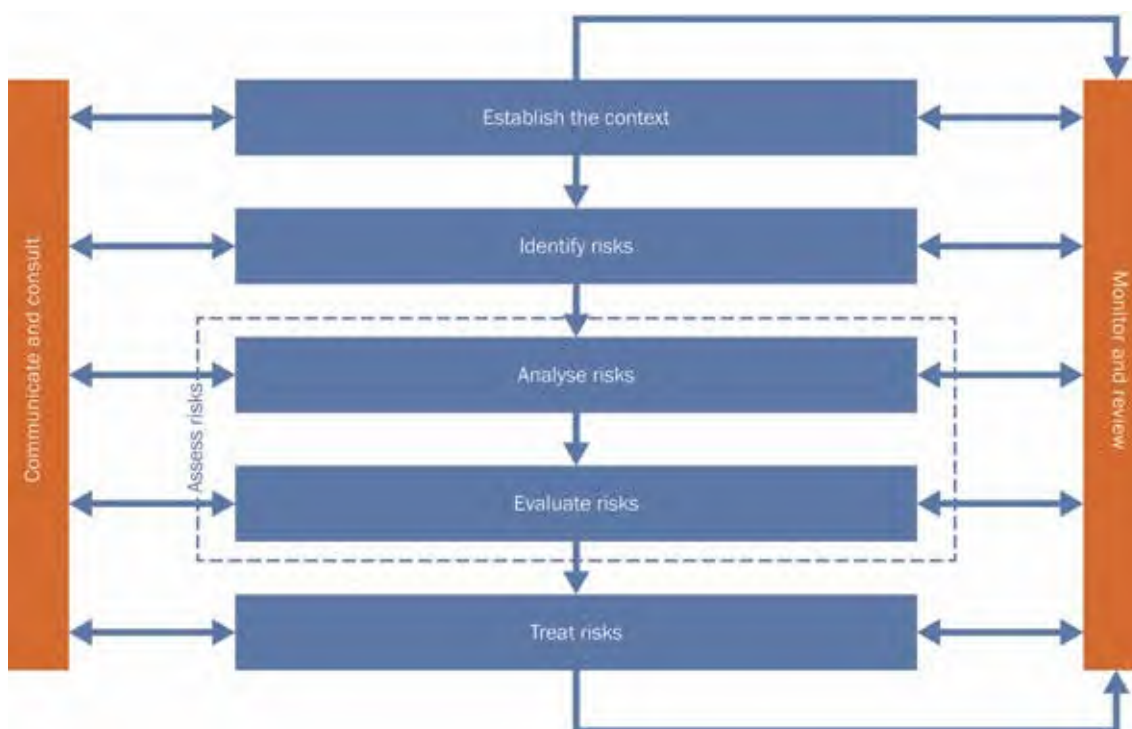 Communicate and consult
Establish the context
Identify risks
Assess risks
Analyse risks
Evaluate risks
Treat risks
Monitor and review